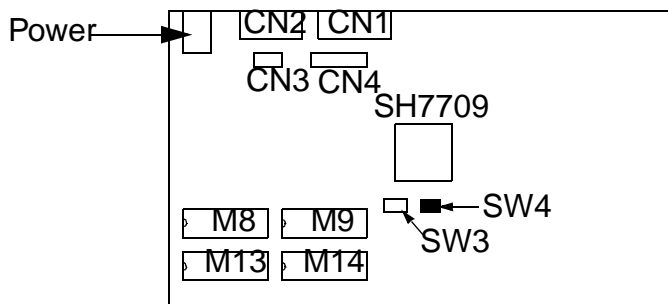 Power
CN2 CN1
CN3 CN4
SH7709
SW4
M8 M9
SW3
M13 M14